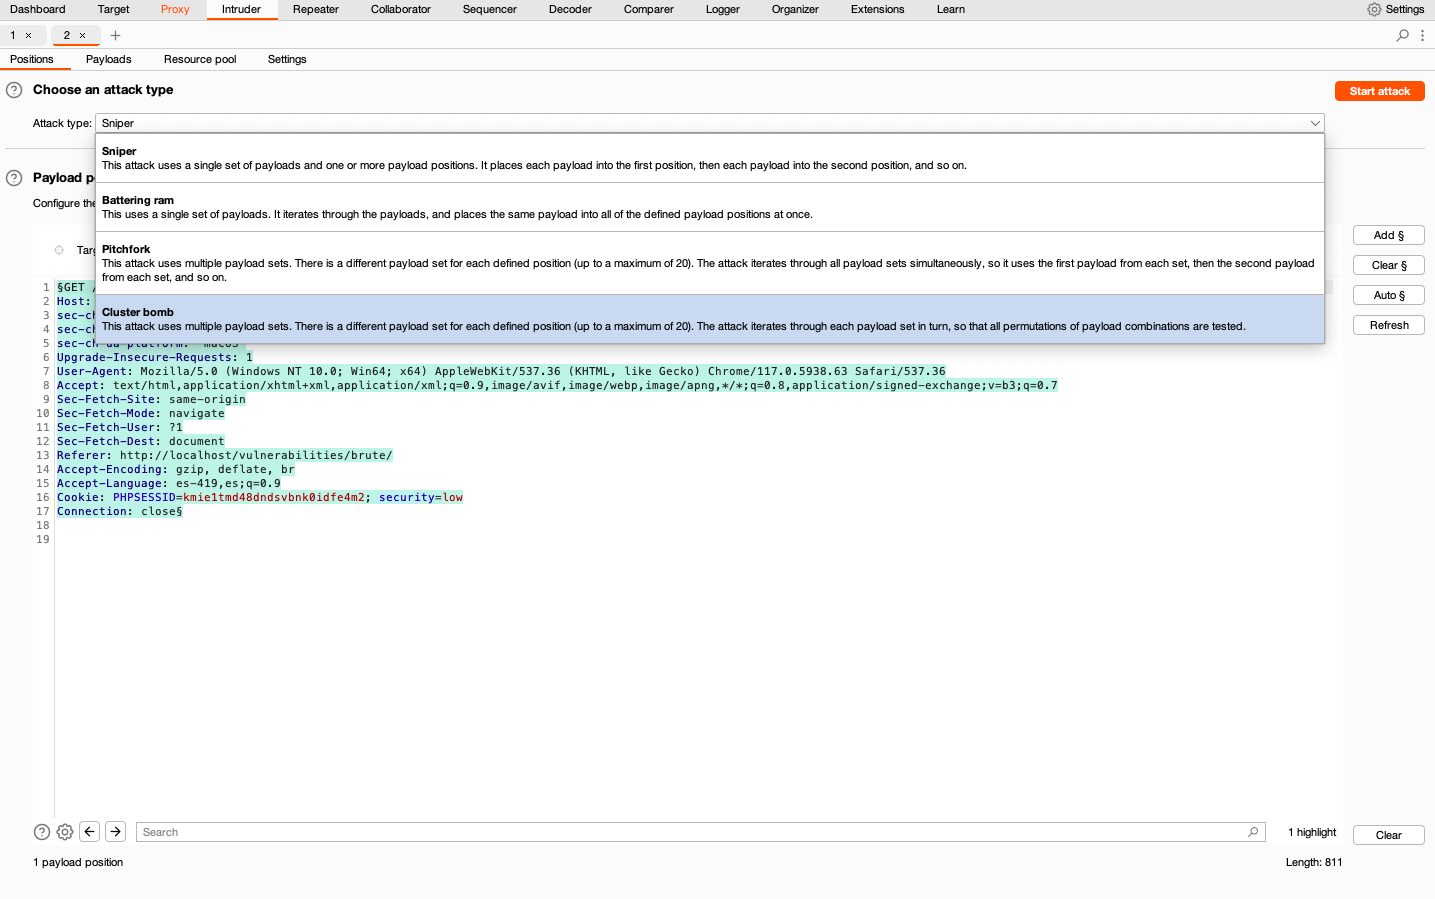 Dashboard Target Proxy Intruder Repeater Collaborator Sequencer Decoder Comparer Logger Organizer Extensions Learn Settings
1 × 2 × +
Positions Payloads Resource pool Settings
? Choose an attack type Start attack
Attack type: Sniper
Sniper
This attack uses a single set of payloads and one or more payload positions. It places each payload into the first position, then each payload into the second position, and so on.
? Payload p
Battering ram
Configure the
This uses a single set of payloads. It iterates through the payloads, and places the same payload into all of the defined payload positions at once.
Add §
Targ
Pitchfork
This attack uses multiple payload sets. There is a different payload set for each defined position (up to a maximum of 20). The attack iterates through all payload sets simultaneously, so it uses the first payload from each set, then the second payload
from each set, and so on.
Clear §
1 §GET /
Auto §
2 Host:
Cluster bomb
3 sec-ch
This attack uses multiple payload sets. There is a different payload set for each defined position (up to a maximum of 20). The attack iterates through each payload set in turn, so that all permutations of payload combinations are tested.
Refresh
4 sec-ch
5 sec-ch-ua-platform: "macOS"
6 Upgrade-Insecure-Requests: 1
7 User-Agent: Mozilla/5.0 (Windows NT 10.0; Win64; x64) AppleWebKit/537.36 (KHTML, like Gecko) Chrome/117.0.5938.63 Safari/537.36
8 Accept: text/html,application/xhtml+xml,application/xml;q=0.9,image/avif,image/webp,image/apng,*/*;q=0.8,application/signed-exchange;v=b3;q=0.7
9 Sec-Fetch-Site: same-origin
10 Sec-Fetch-Mode: navigate
11 Sec-Fetch-User: ?1
12 Sec-Fetch-Dest: document
13 Referer: http://localhost/vulnerabilities/brute/
14 Accept-Encoding: gzip, deflate, br
15 Accept-Language: es-419,es;q=0.9
16 Cookie: PHPSESSID=kmie1tmd48dndsvbnk0idfe4m2; security=low
17 Connection: close§
18
19
? Search 1 highlight Clear
1 payload position Length: 811